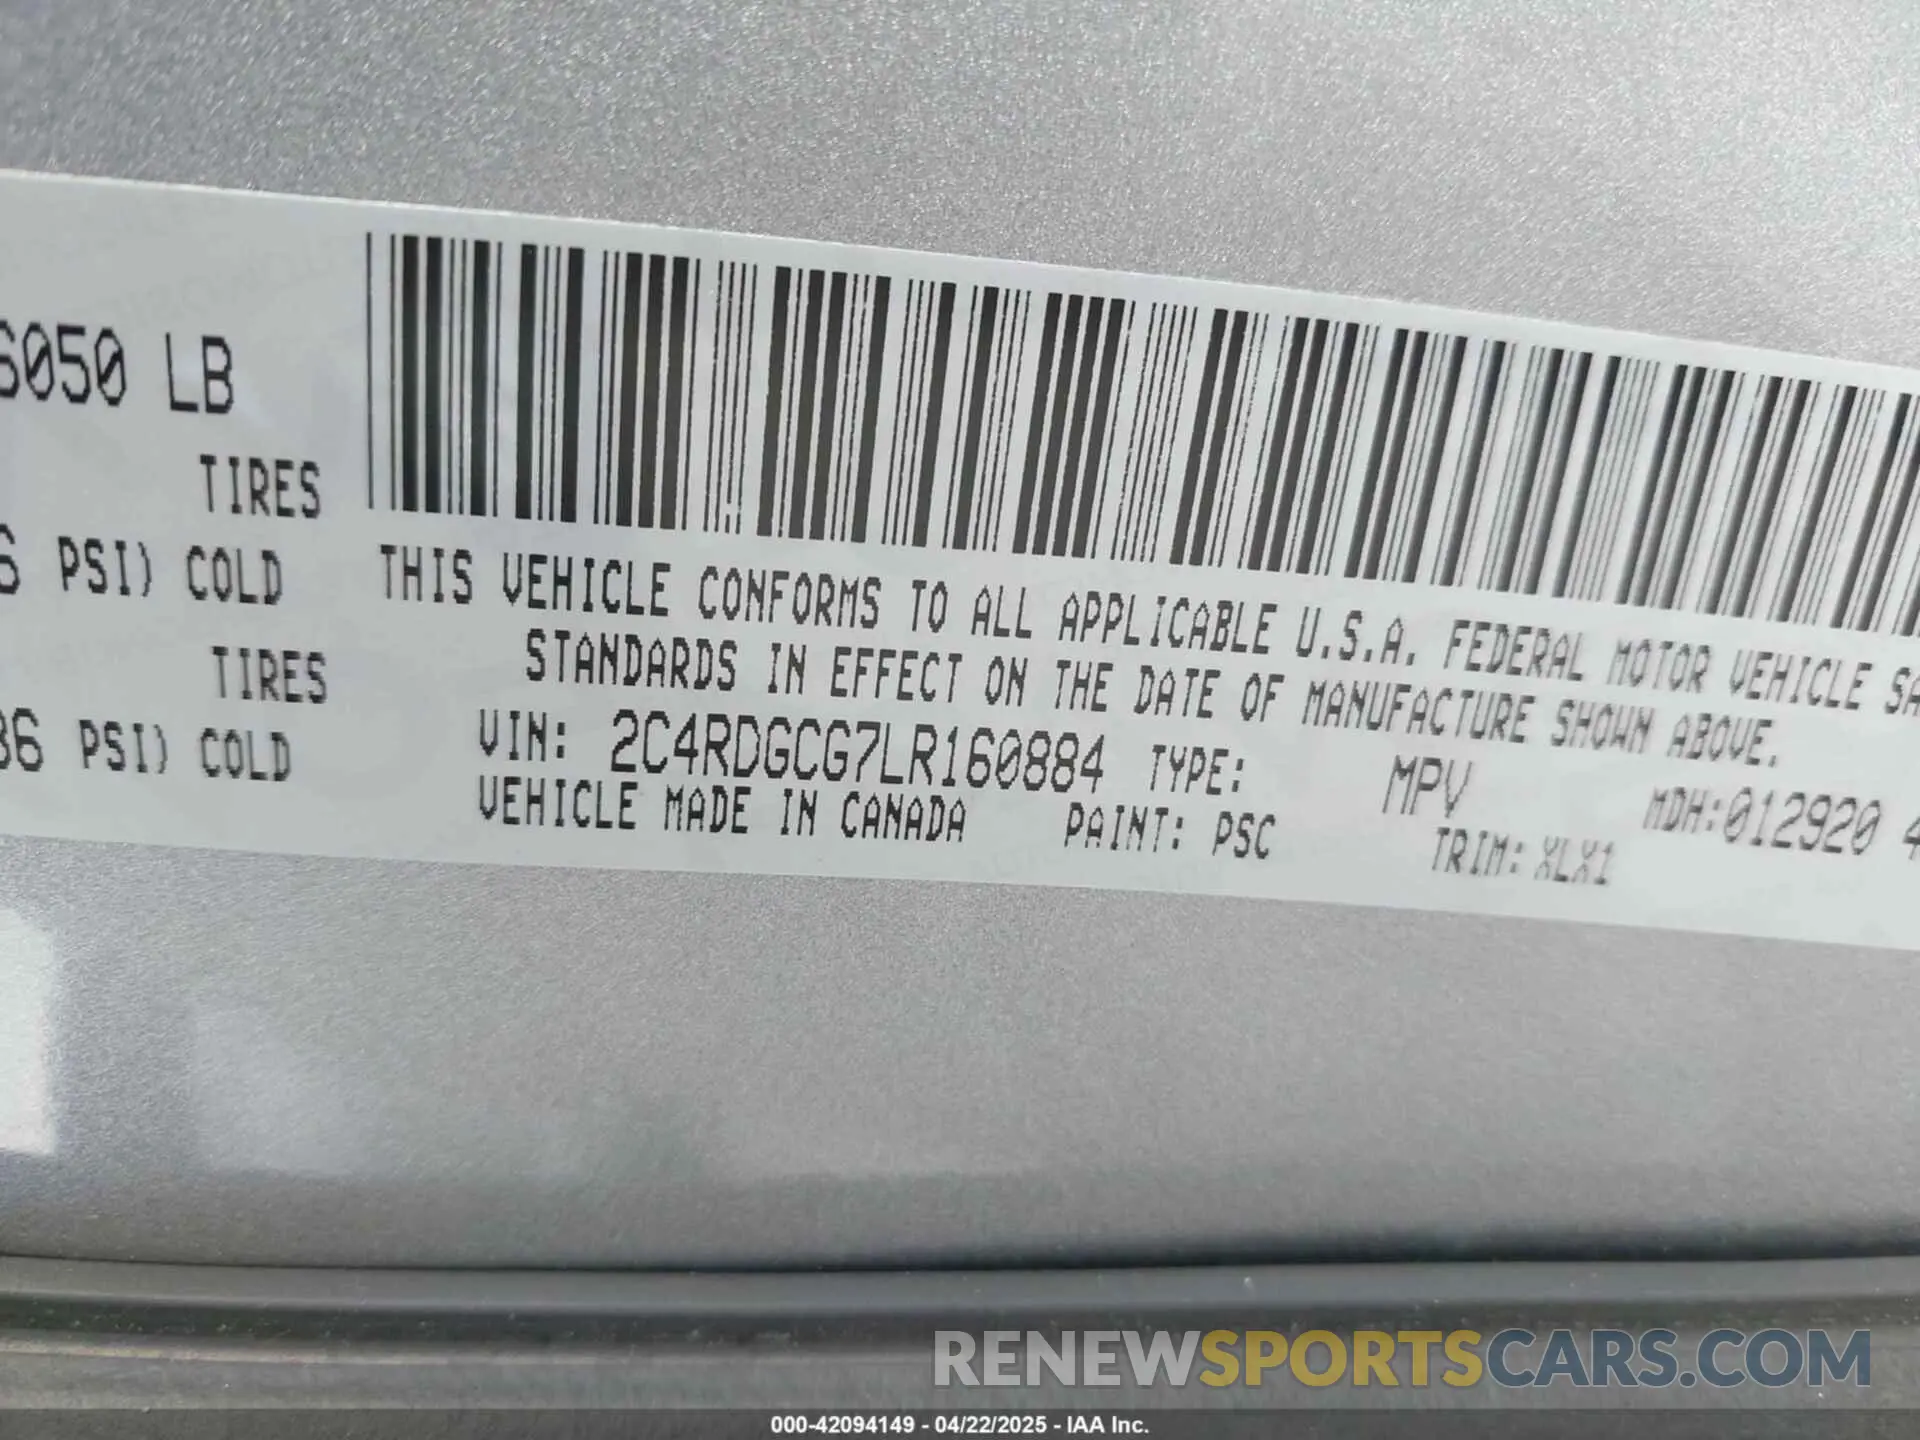 6050 LB
TIRES
6 PSI) COLD
TIRES
36 PSI) COLD
THIS VEHICLE CONFORMS TO ALL APPLICABLE U.S.A. FEDERAL MOTOR VEHICLE SA
STANDARDS IN EFFECT ON THE DATE OF MANUFACTURE SHOWN ABOVE.
VIN: 2C4RDGCG7LR160884 TYPE: MPV MDH:012920 4
VEHICLE MADE IN CANADA PAINT: PSC TRIM: XLX1
RENEWSPORTSCARS.COM
000-42094149 - 04/22/2025 - IAA Inc.